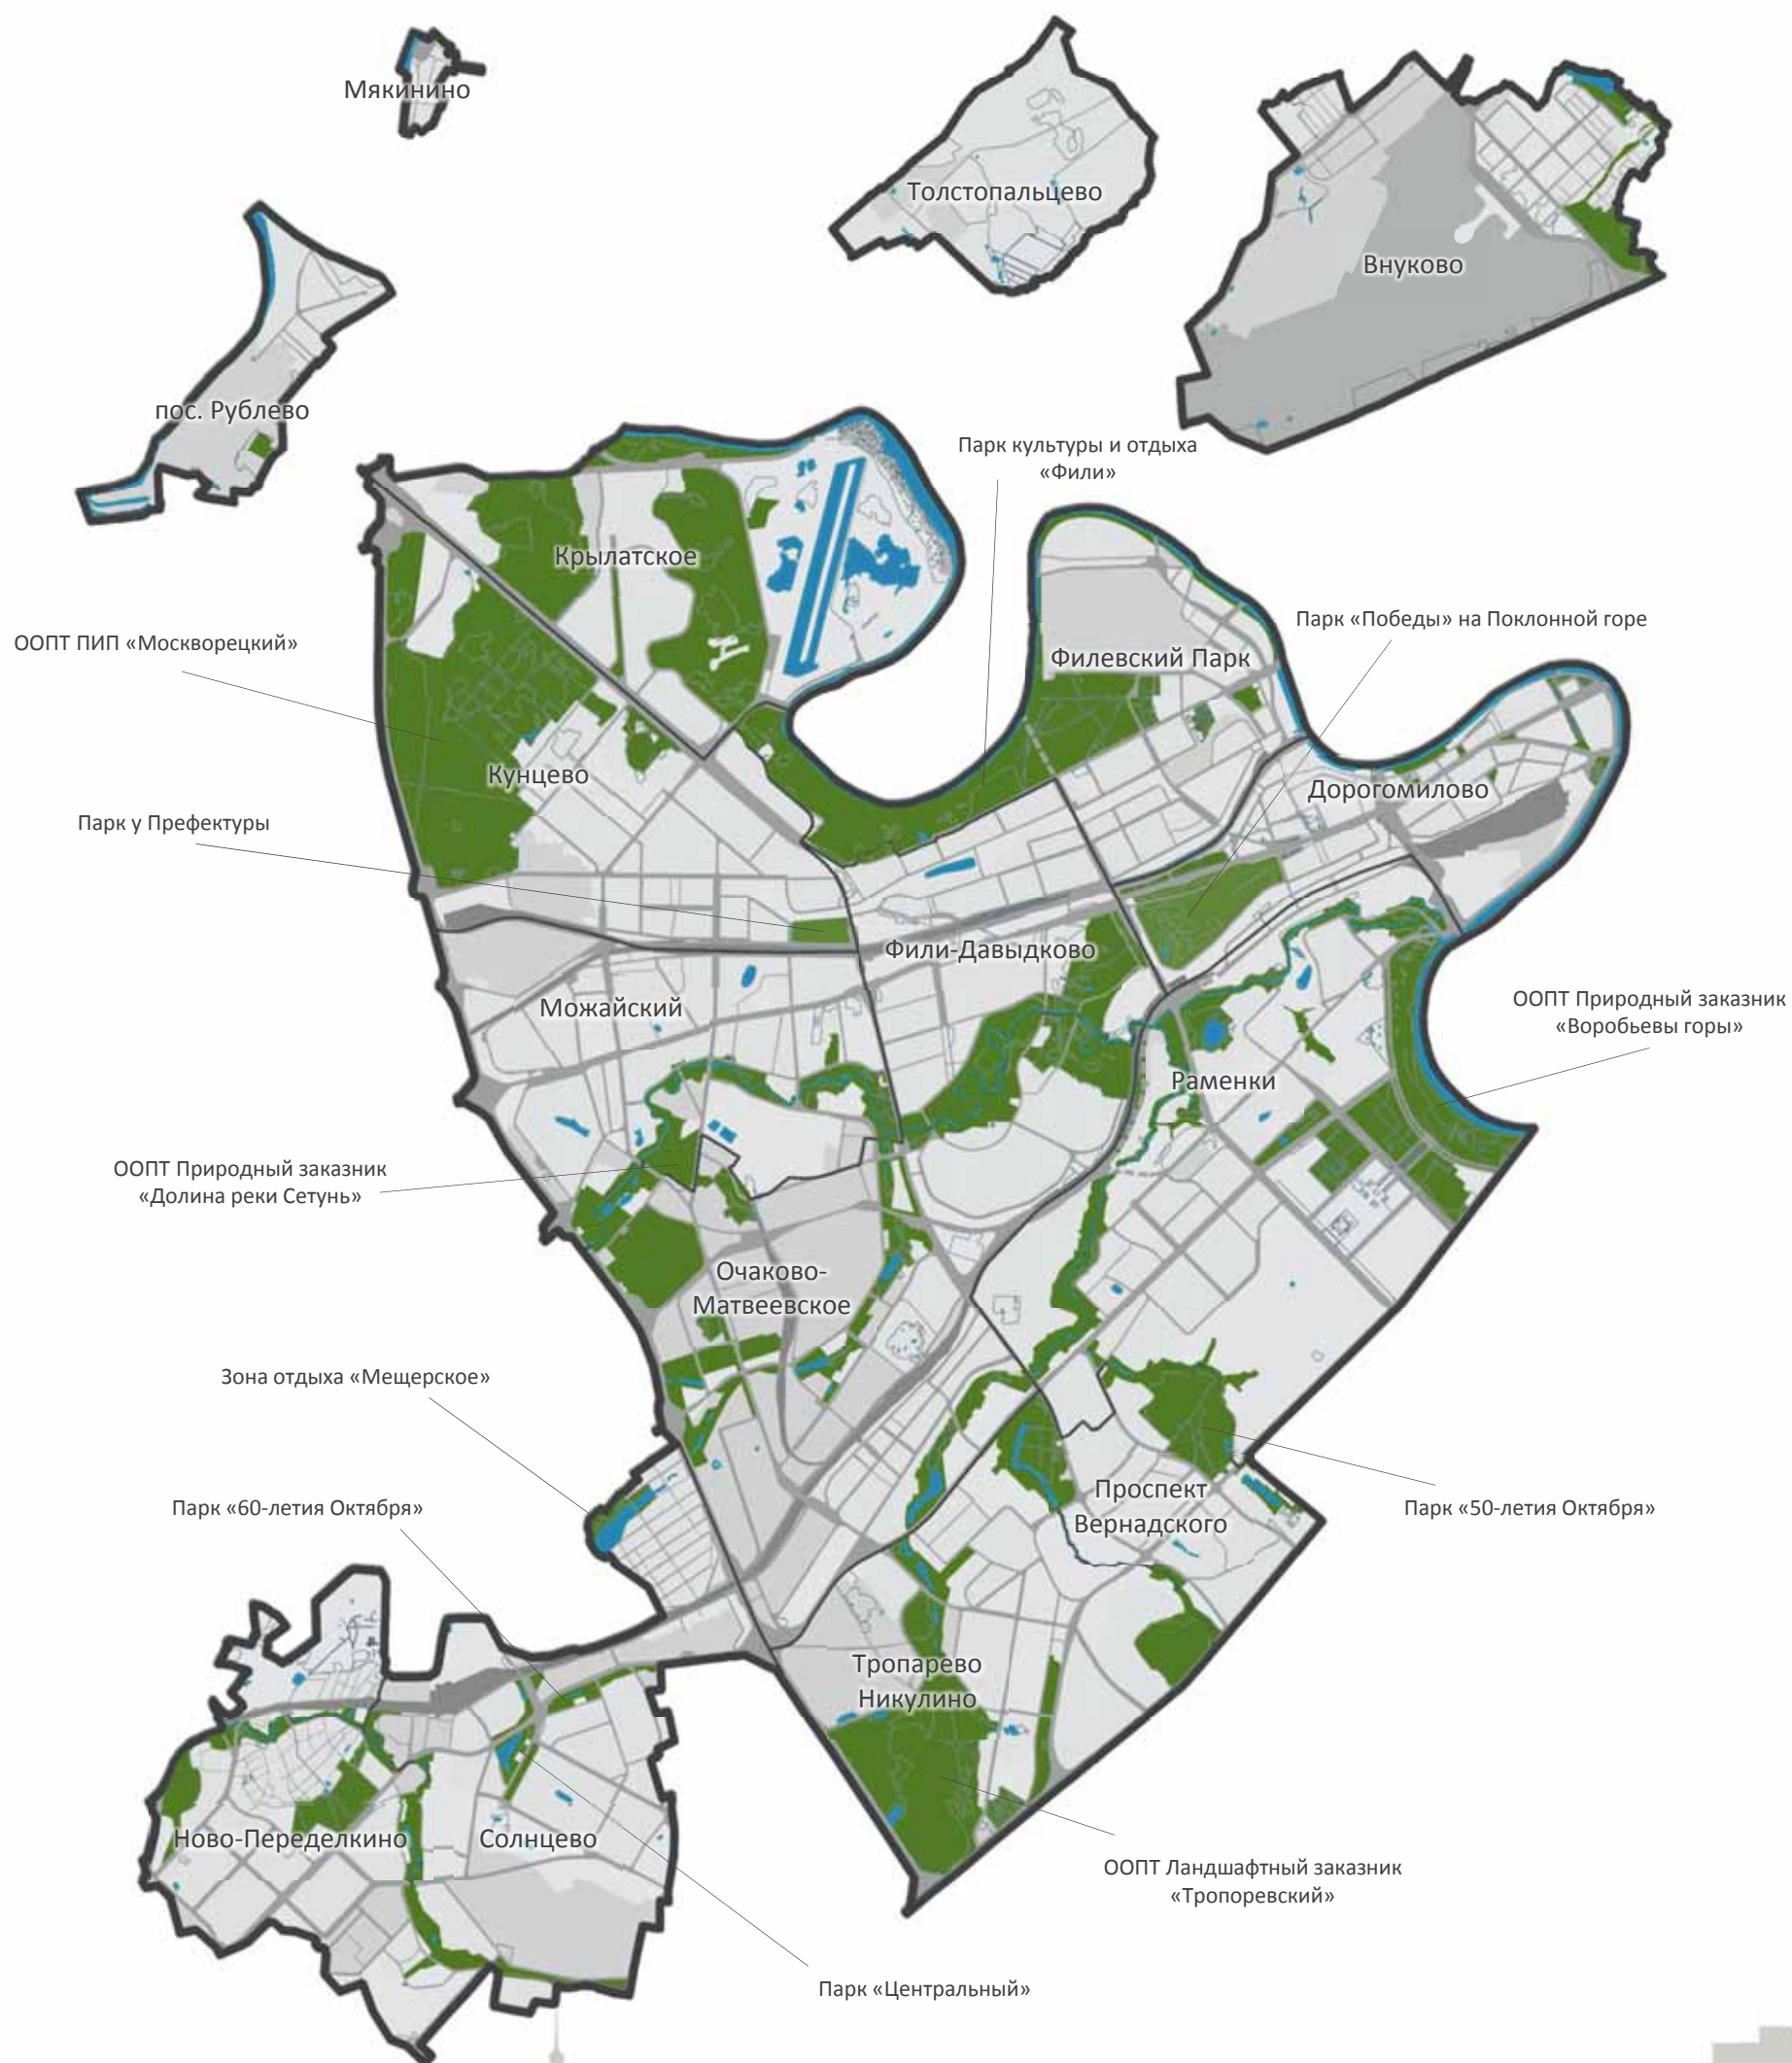 Мякинино
Толстопальцево
Внуково
пос. Рублево
Парк культуры и отдыха
«Фили»
Крылатское
Парк «Победы» на Поклонной горе
ООПТ ПИП «Москворецкий»
Филевский Парк
Кунцево
Дорогомилово
Парк у Префектуры
Фили-Давыдково
Можайский
ООПТ Природный заказник
«Воробьевы горы»
Раменки
ООПТ Природный заказник
«Долина реки Сетунь»
Очаково-
Матвеевское
Зона отдыха «Мещерское»
Проспект
Вернадского
Парк «60-летия Октября»
Парк «50-летия Октября»
Тропарево
Никулино
Ново-Переделкино
Солнцево
ООПТ Ландшафтный заказник
«Тропоревский»
Парк «Центральный»